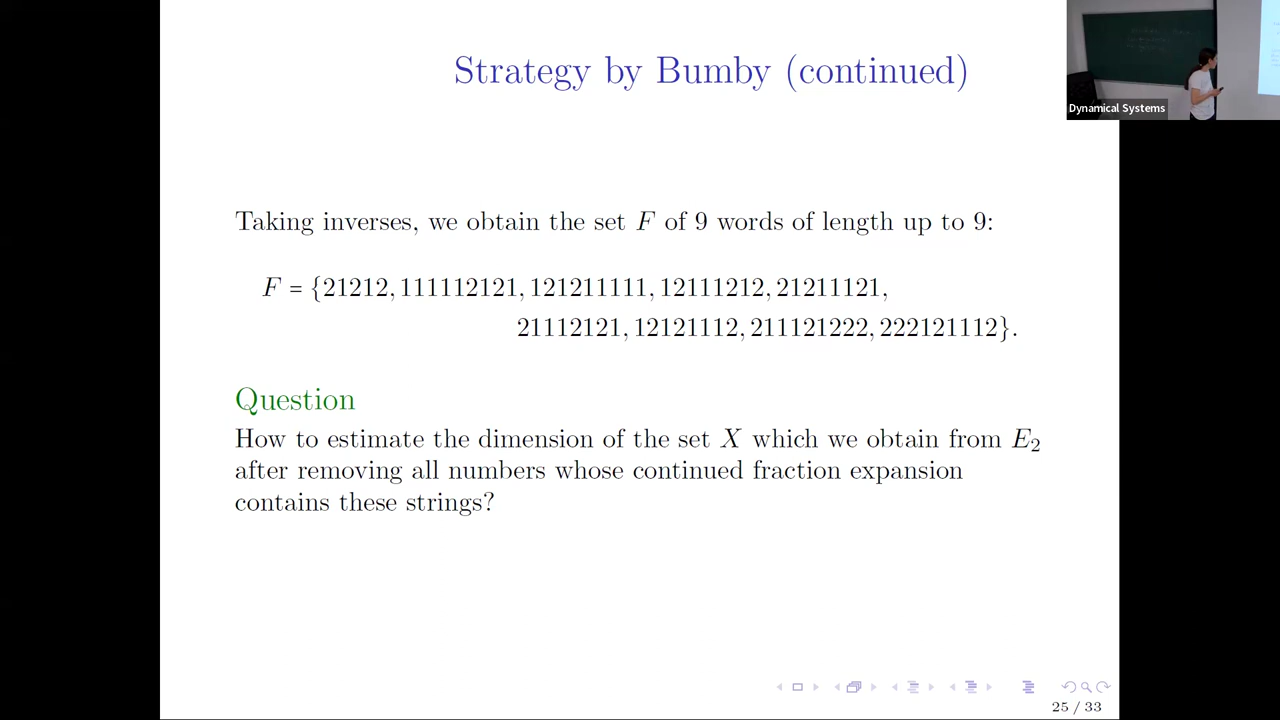 Strategy by Bumby (continued)
Dynamical Systems
Taking inverses, we obtain the set F of 9 words of length up to 9:
F = {21212, 111112121, 121211111, 12111212, 21211121,
21112121, 12121112, 211121222, 222121112}.
Question
How to estimate the dimension of the set X which we obtain from E₂
after removing all numbers whose continued fraction expansion
contains these strings?
25 / 33